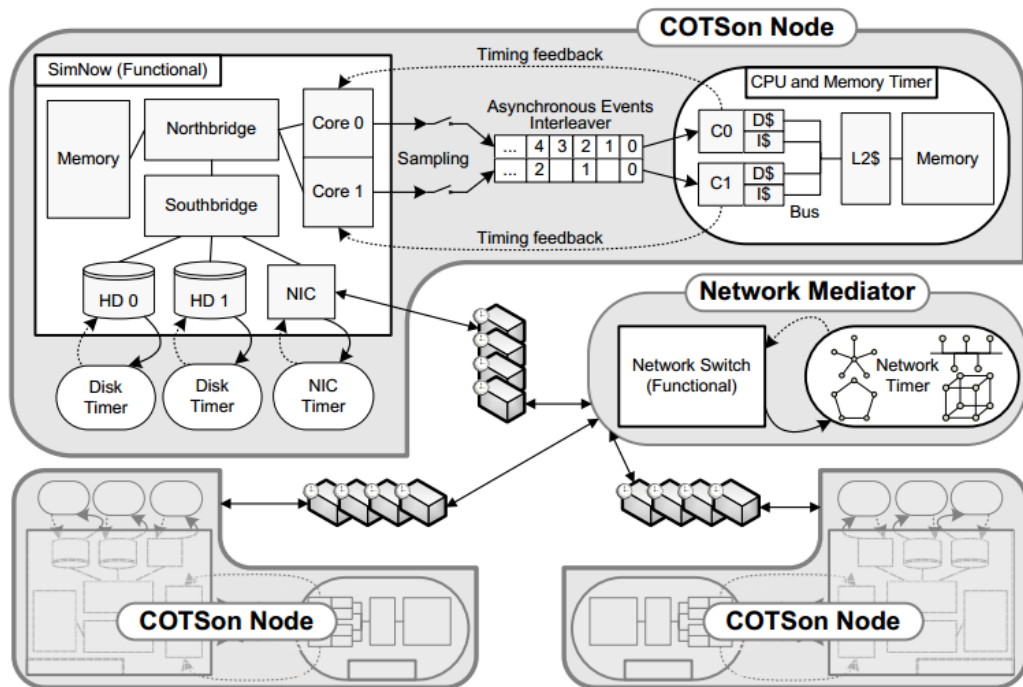 COTSon Node
SimNow (Functional)
Timing feedback
CPU and Memory Timer
Memory
Northbridge
Core 0
Sampling
Asynchronous Events
Interleaver
... 4 3 2 1 0
... 2 1 0
C0
D$
I$
L2$
Memory
Core 1
C1
D$
I$
Bus
Southbridge
Timing feedback
HD 0
HD 1
NIC
Disk
Timer
Disk
Timer
NIC
Timer
Network Mediator
Network Switch
(Functional)
Network
Timer
COTSon Node
COTSon Node